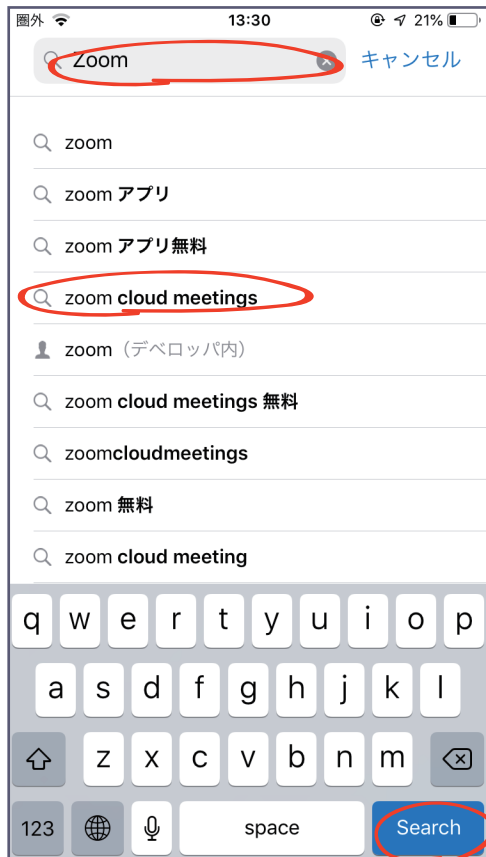 圏外 13:30 21%
Zoom キャンセル
zoom
zoom アプリ
zoom アプリ無料
zoom cloud meetings
zoom（デベロッパ内）
zoom cloud meetings 無料
zoomcloudmeetings
zoom 無料
zoom cloud meeting
q w e r t y u i o p
a s d f g h j k l
z x c v b n m
123 space Search